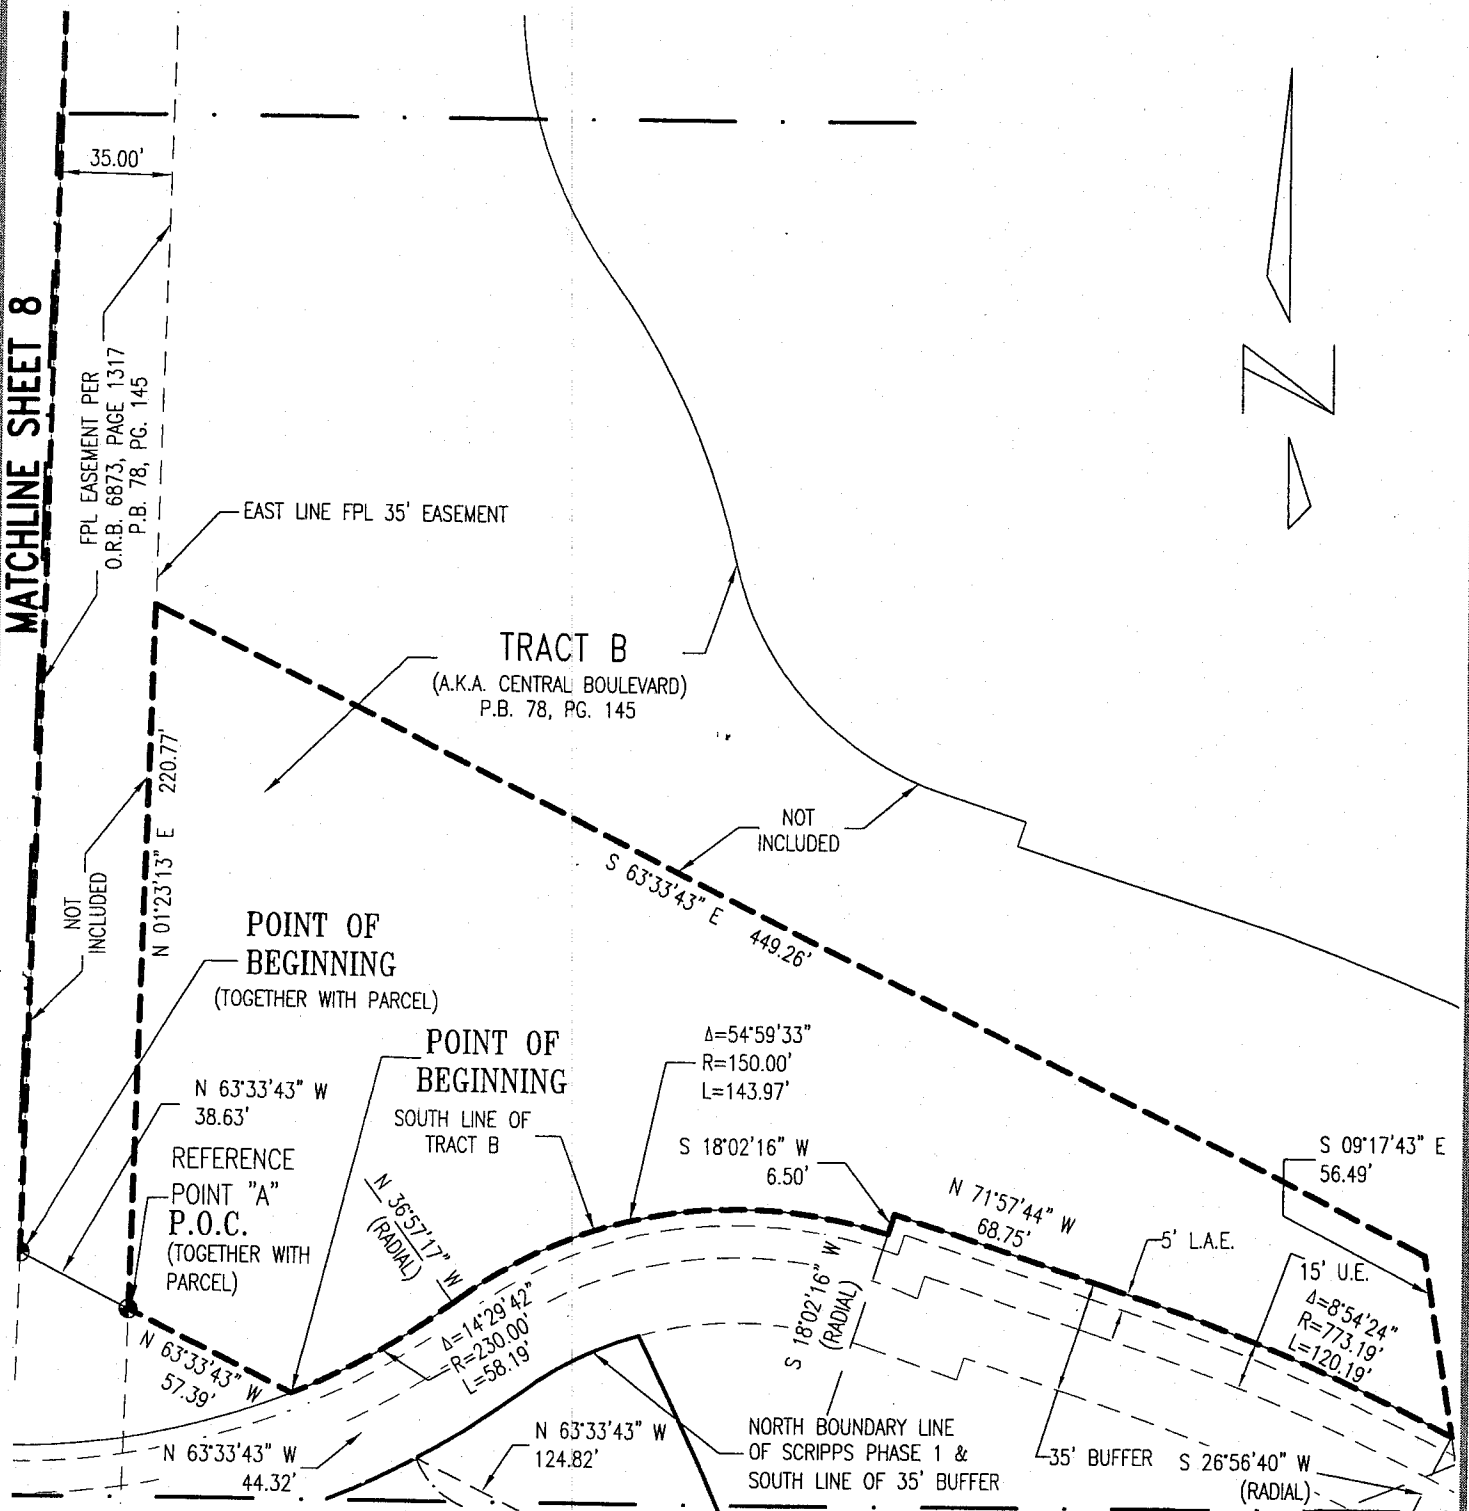 35.00'
MATCHLINE SHEET 8
FPL EASEMENT PER
O.R.B. 6873, PAGE 1317
P.B. 78, PG. 145
Z
EAST LINE FPL 35' EASEMENT
TRACT B
(A.K.A. CENTRAL BOULEVARD)
P.B. 78, PG. 145
N 01°23'13" E 220.77'
NOT
INCLUDED
NOT
INCLUDED
S 63°33'43" E 449.26'
POINT OF
BEGINNING
(TOGETHER WITH PARCEL)
POINT OF
BEGINNING
SOUTH LINE OF
TRACT B
Δ=54°59'33"
R=150.00'
L=143.97'
N 63°33'43" W
38.63'
REFERENCE
POINT "A"
P.O.C.
(TOGETHER WITH
PARCEL)
S 18°02'16" W
6.50'
S 09°17'43" E
56.49'
N 36°57'17" W
(RADIAL)
N 71°57'44" W
68.75'
5' L.A.E.
15' U.E.
Δ=8°54'24"
R=773.19'
L=120.19'
S 18°02'16" W
(RADIAL)
Δ=14°29'42"
R=230.00'
L=58.19'
N 63°33'43" W
57.39'
N 63°33'43" W
44.32'
N 63°33'43" W
124.82'
NORTH BOUNDARY LINE
OF SCRIPPS PHASE 1 &
SOUTH LINE OF 35' BUFFER
35' BUFFER
S 26°56'40" W
(RADIAL)